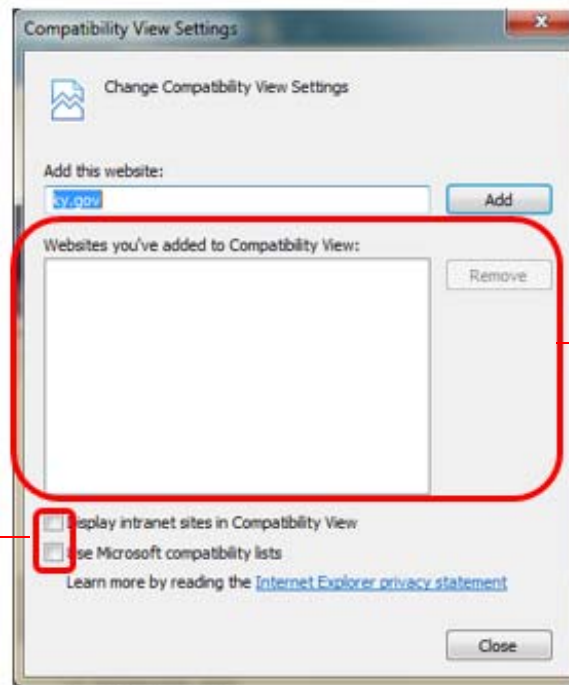 Compatibility View Settings
Change Compatibility View Settings
Add this website:
ky.gov
Add
Websites you've added to Compatibility View:
Remove
Display intranet sites in Compatibility View
Use Microsoft compatibility lists
Learn more by reading the Internet Explorer privacy statement
Close